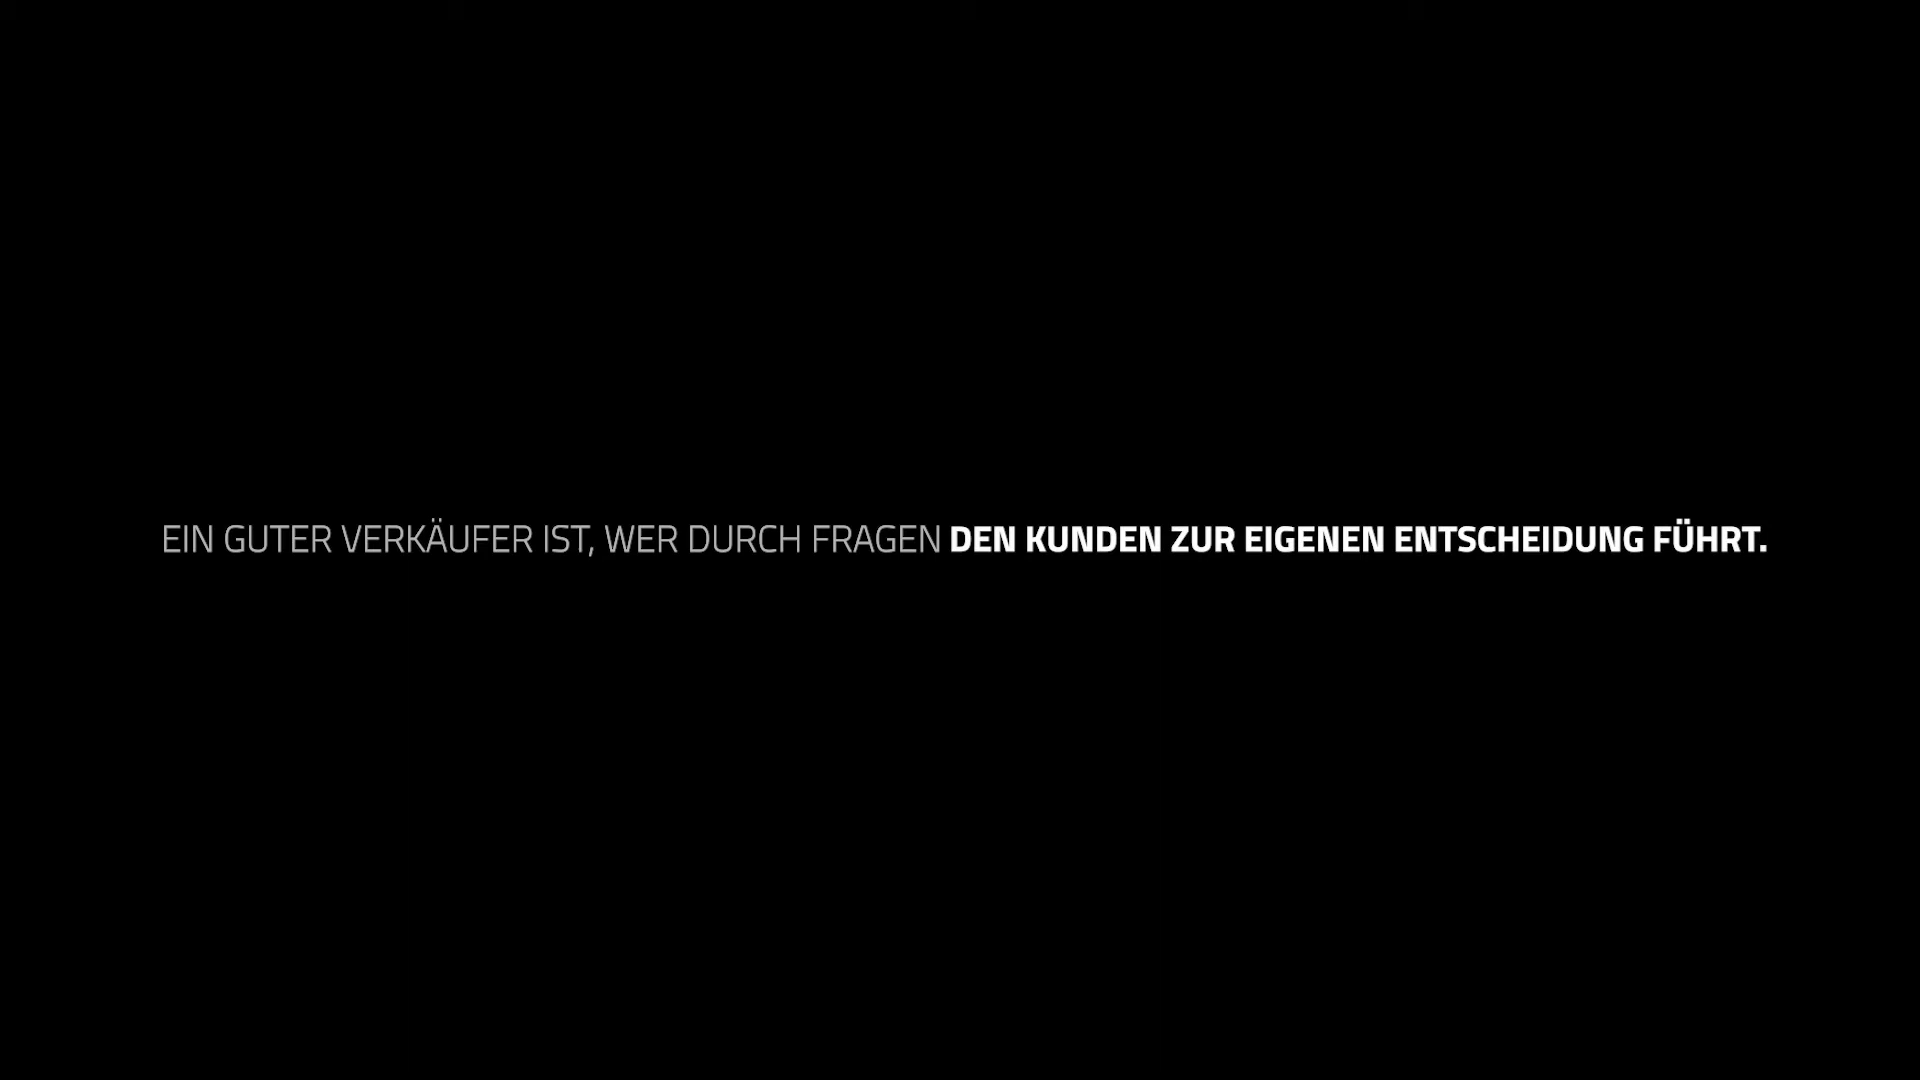 EIN GUTER VERKÄUFER IST, WER DURCH FRAGEN DEN KUNDEN ZUR EIGENEN ENTSCHEIDUNG FÜHRT.